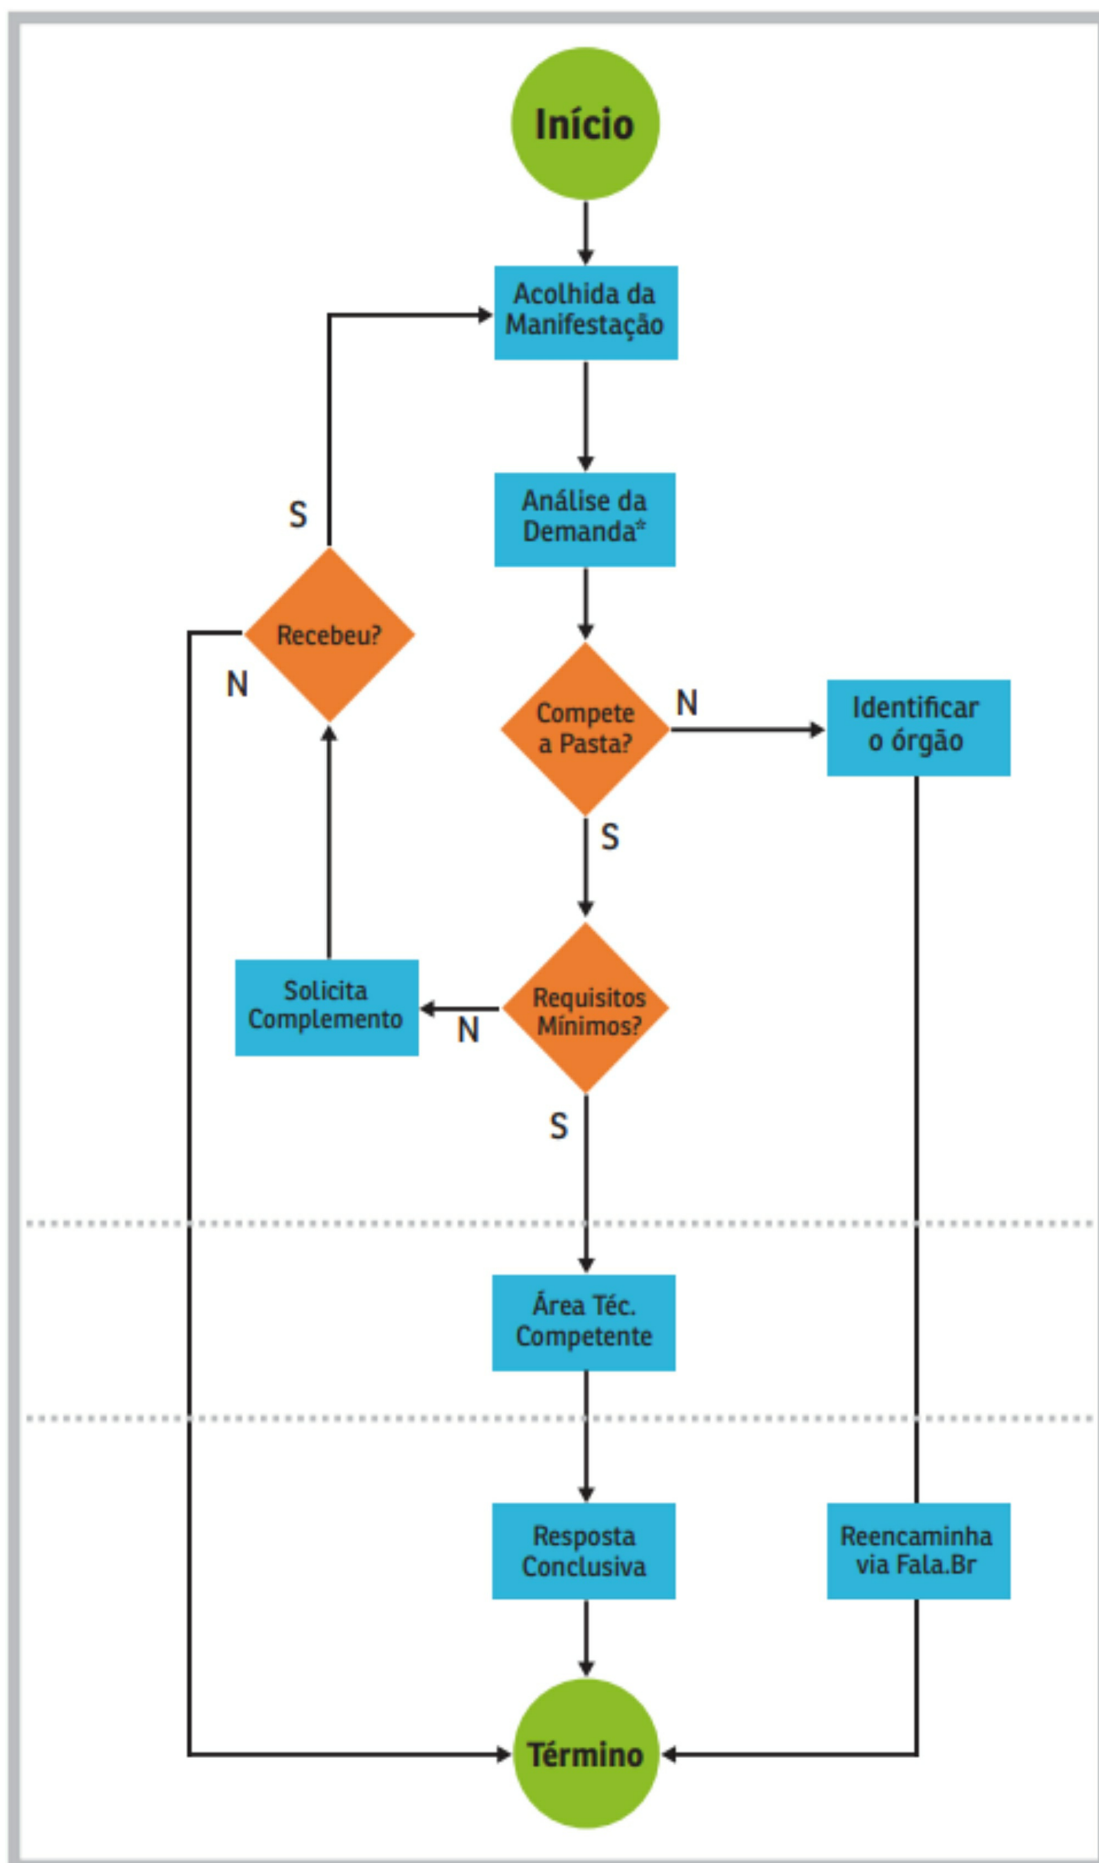 Início
Acolhida da
Manifestação
Análise da
Demanda*
S
Recebeu?
N
Compete
a Pasta?
N
Identificar
o órgão
S
Solicita
Complemento
N
Requisitos
Mínimos?
S
Área Téc.
Competente
Resposta
Conclusiva
Reencaminha
via Fala.Br
Término